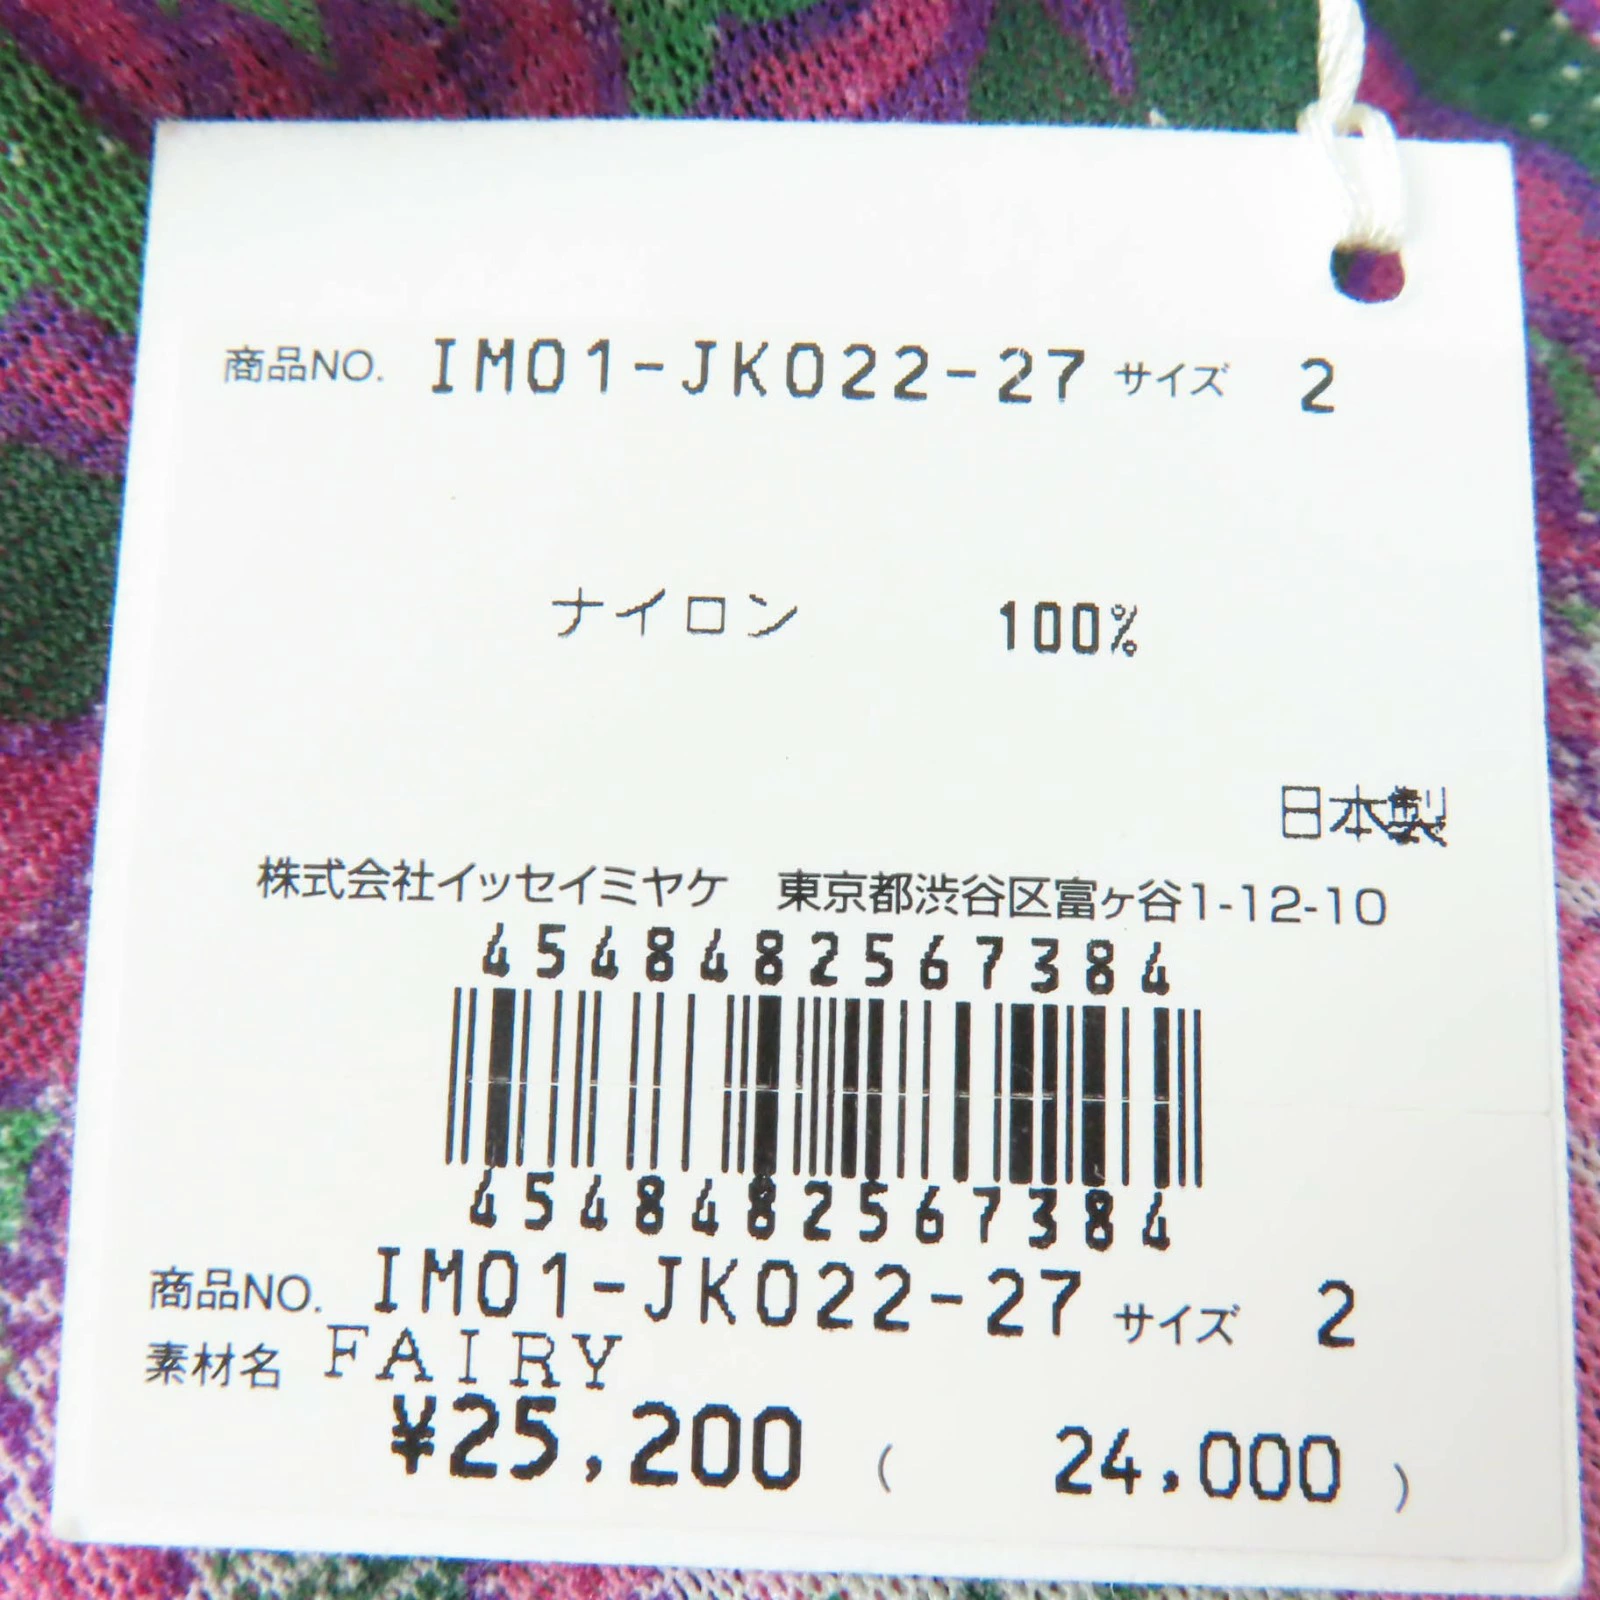 商品NO. IM01-JK022-27 サイズ 2
ナイロン 100%
日本製
株式会社イッセイミヤケ 東京都渋谷区富ヶ谷1-12-10
4548482567384
4548482567384
商品NO. IM01-JK022-27 サイズ 2
素材名 FAIRY
¥25,200 ( 24,000 )